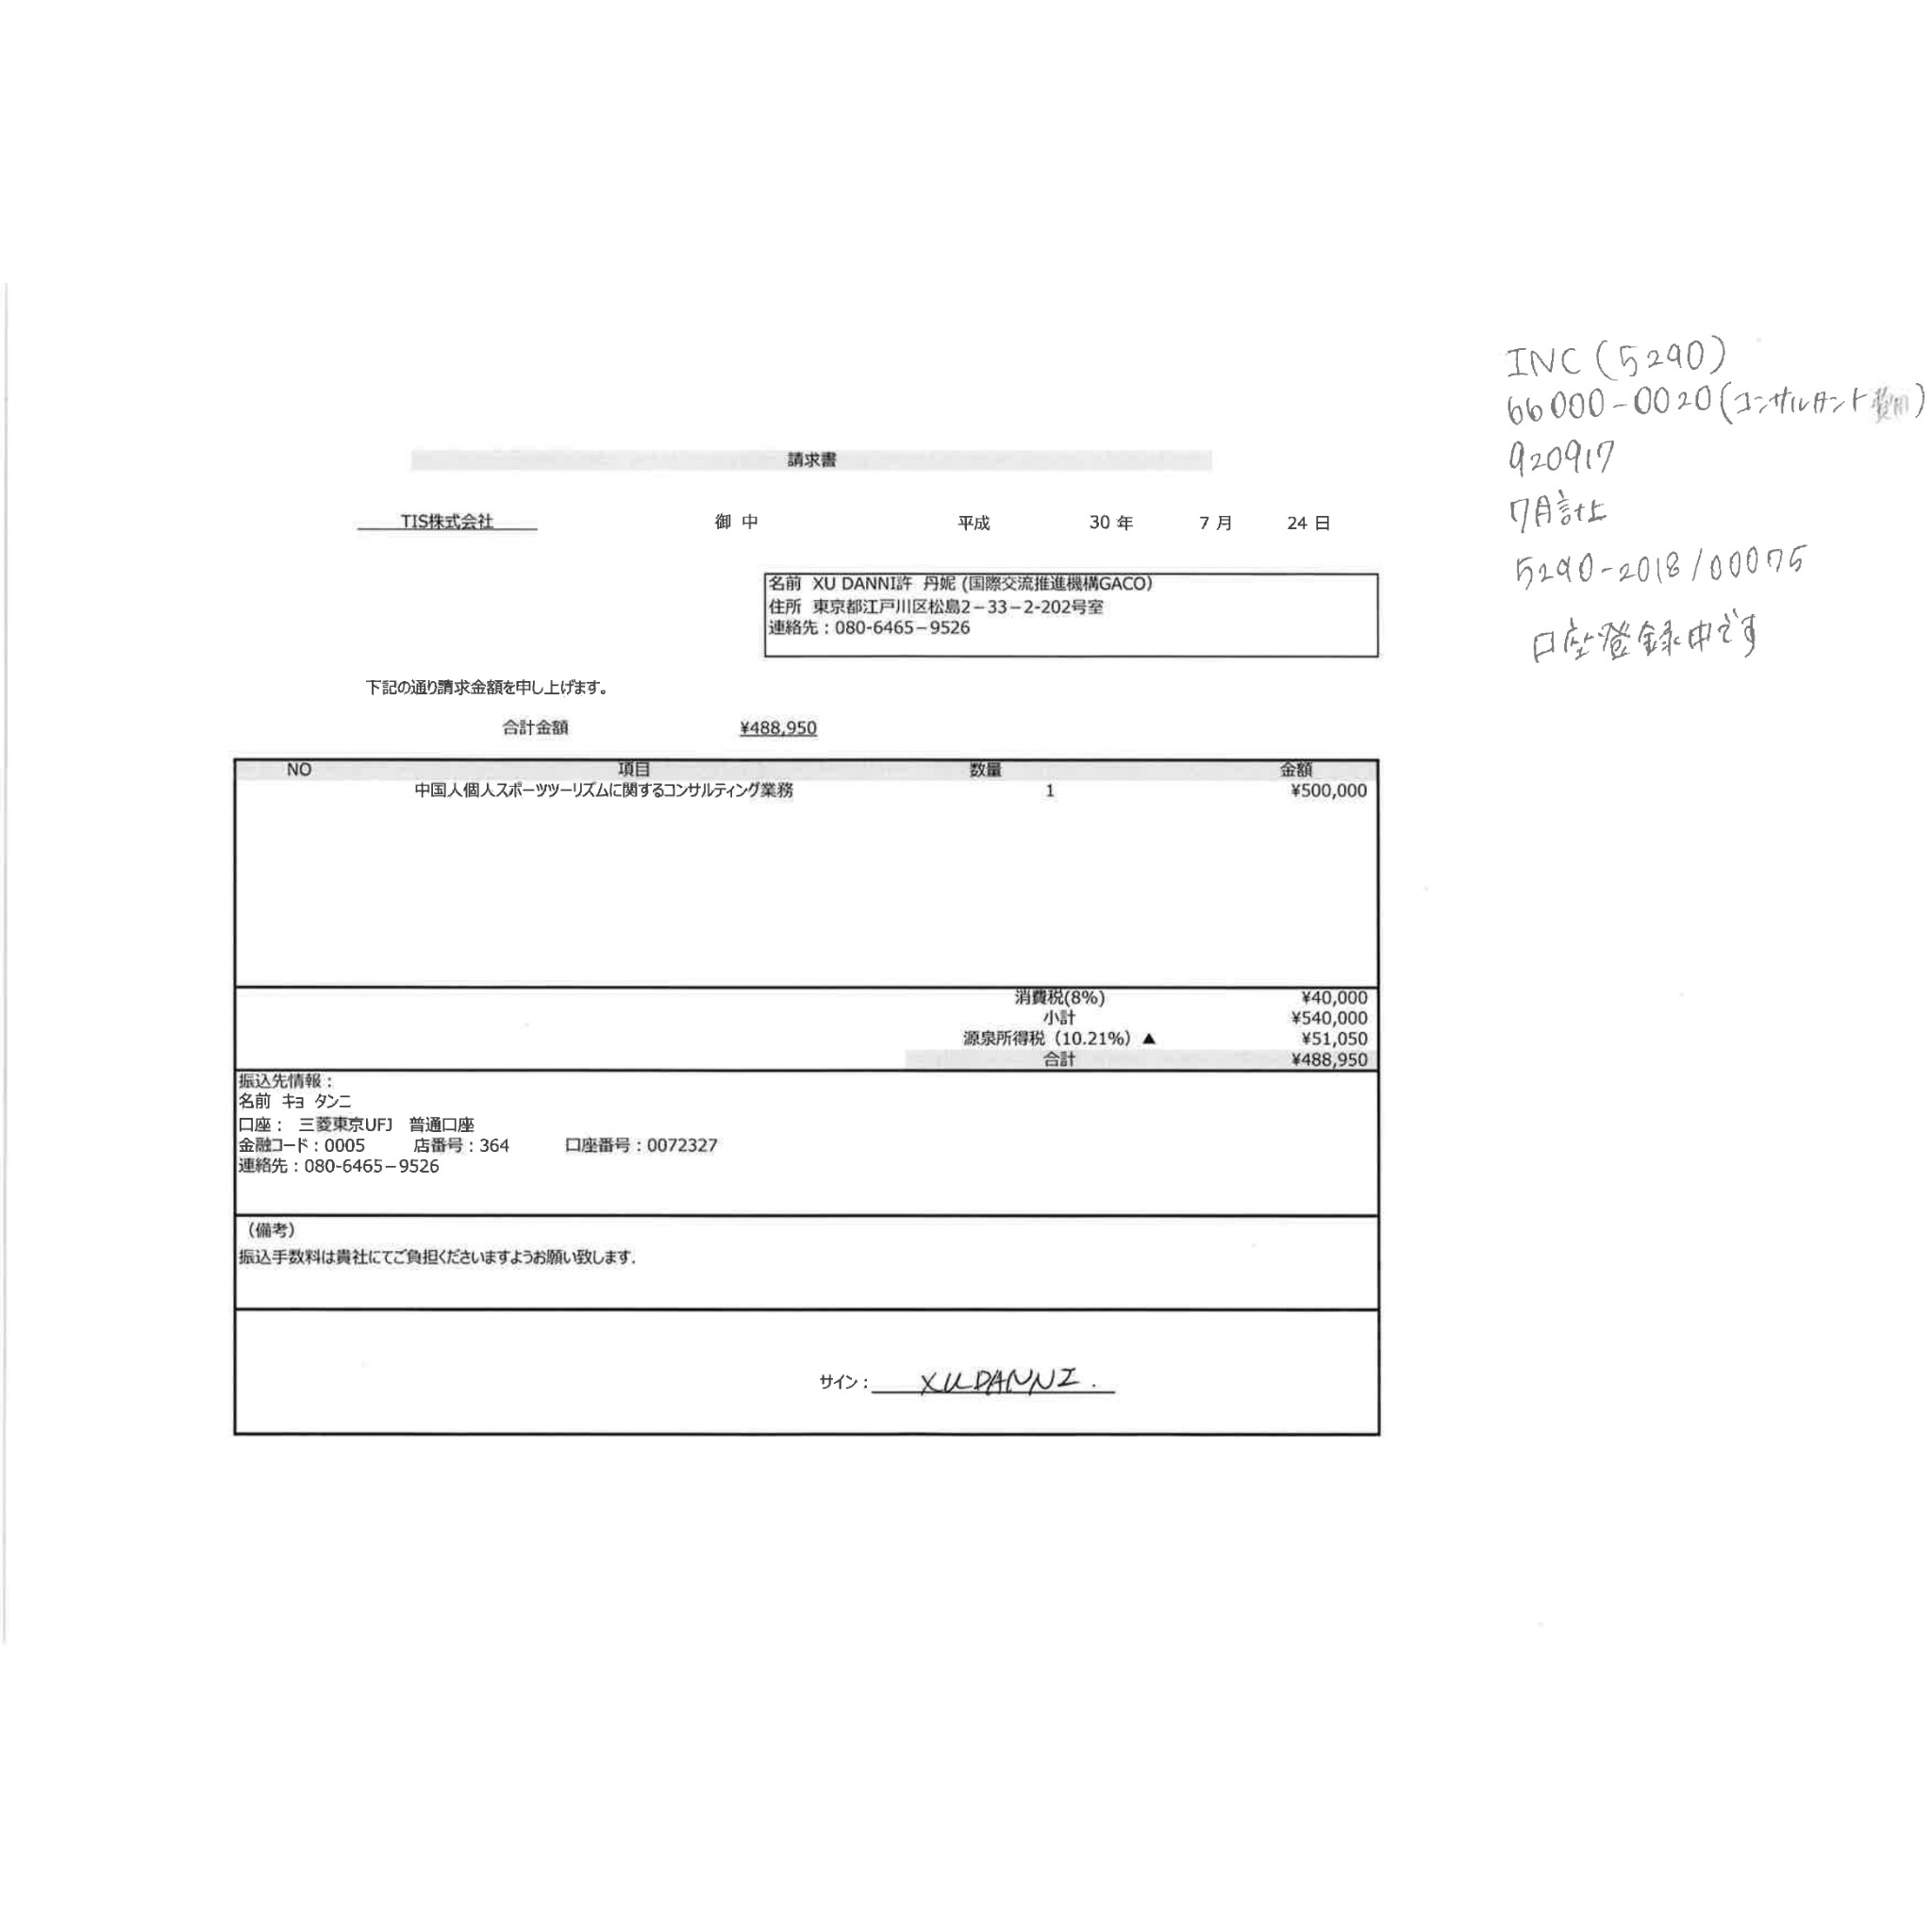 INC (5290)
66000-0020 (コンサルタント費用)
920917
7月計上
5290-2018/00075
口座登録中です
請求書
TIS株式会社 御 中 平成 30 年 7 月 24 日
名前 XU DANNI許 丹妮 (国際交流推進機構GACO)
住所 東京都江戸川区松島2－33－2-202号室
連絡先：080-6465－9526
下記の通り請求金額を申し上げます。
合計金額 ¥488,950
NO 項目 数量 金額
中国人個人スポーツツーリズムに関するコンサルティング業務 1 ¥500,000
消費税(8%) ¥40,000
小計 ¥540,000
源泉所得税（10.21%）▲ ¥51,050
合計 ¥488,950
振込先情報：
名前 キョ タンニ
口座： 三菱東京UFJ 普通口座
金融コード：0005 店番号：364 口座番号：0072327
連絡先：080-6465－9526
（備考）
振込手数料は貴社にてご負担くださいますようお願い致します.
サイン： XU DANNI.